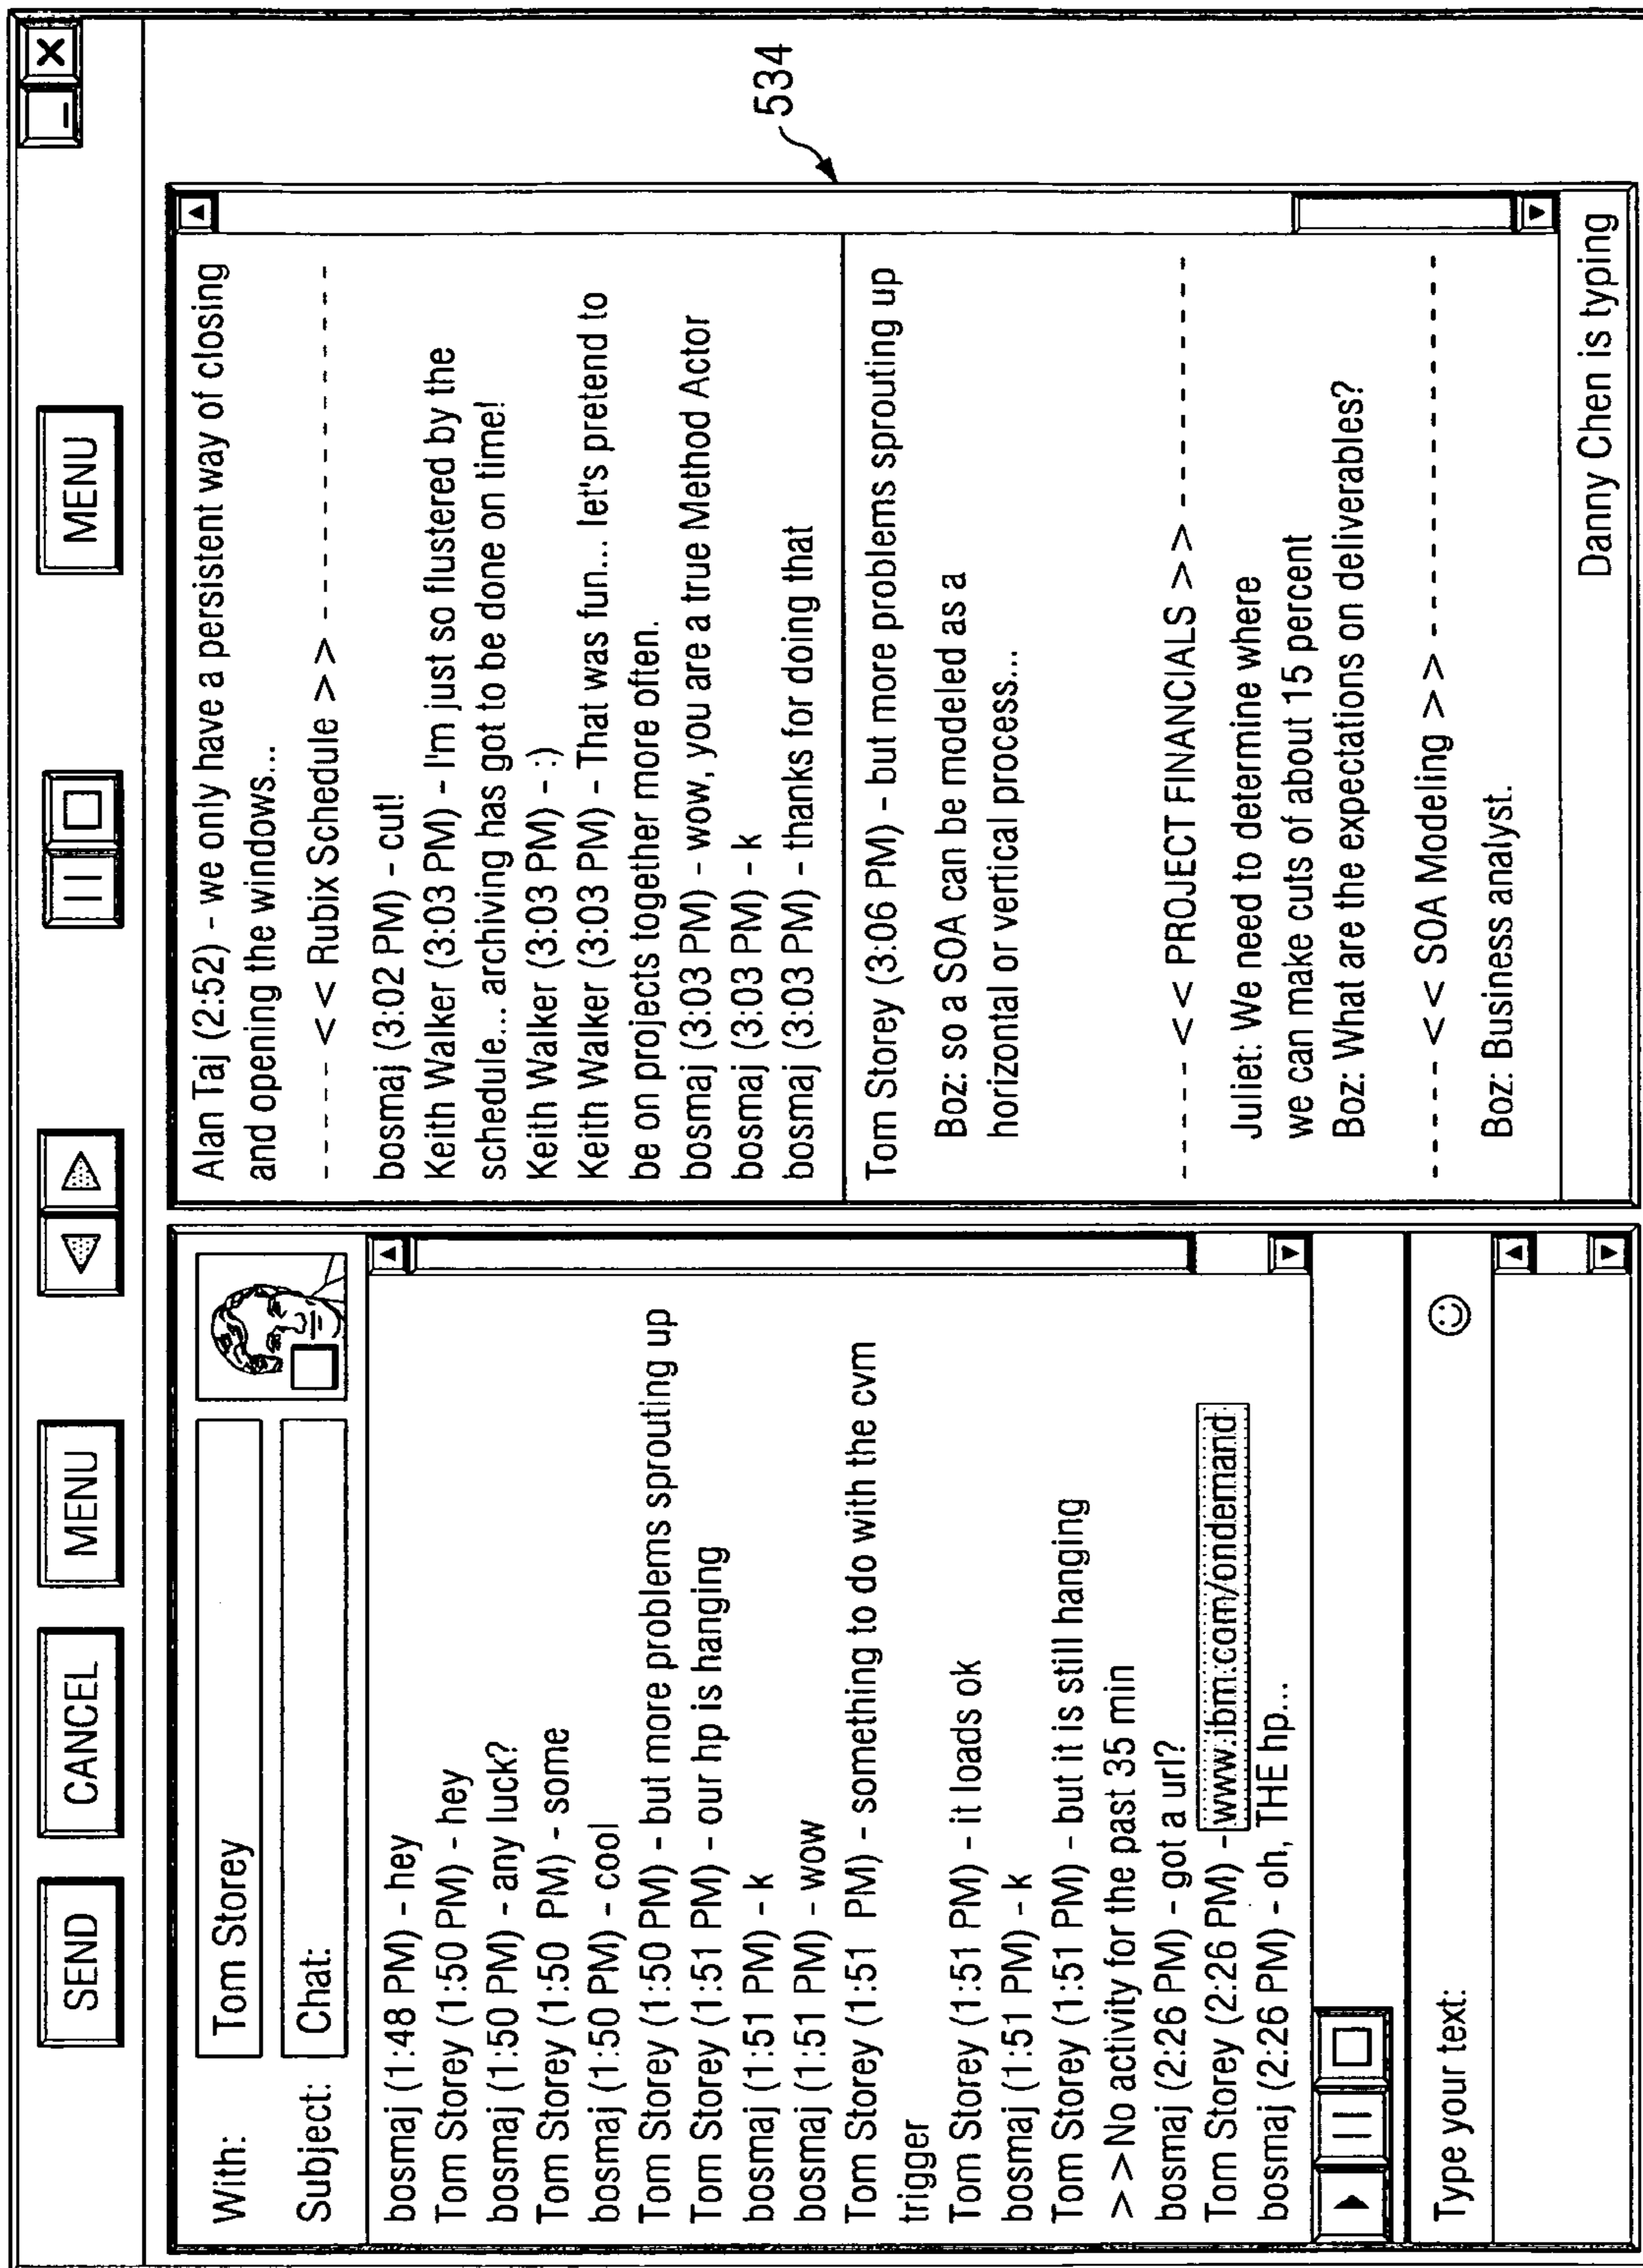 SEND
CANCEL
MENU
MENU
With: Tom Storey
Subject: Chat:
bosmaj (1:48 PM) - hey
Tom Storey (1:50 PM) - hey
bosmaj (1:50 PM) - any luck?
Tom Storey (1:50 PM) - some
bosmaj (1:50 PM) - cool
Tom Storey (1:50 PM) - but more problems sprouting up
Tom Storey (1:51 PM) - our hp is hanging
bosmaj (1:51 PM) - k
bosmaj (1:51 PM) - wow
Tom Storey (1:51 PM) - something to do with the cvm
trigger
Tom Storey (1:51 PM) - it loads ok
bosmaj (1:51 PM) - k
Tom Storey (1:51 PM) - but it is still hanging
> > No activity for the past 35 min
bosmaj (2:26 PM) - got a url?
Tom Storey (2:26 PM) - www.ibm.com/ondemand
bosmaj (2:26 PM) - oh, THE hp...
Type your text:
Alan Taj (2:52) - we only have a persistent way of closing
and opening the windows...
- - - - - < < Rubix Schedule > > - - - - - - - - - - - - - - - - - - - -
bosmaj (3:02 PM) - cut!
Keith Walker (3:03 PM) - I'm just so flustered by the
schedule... archiving has got to be done on time!
Keith Walker (3:03 PM) - :)
Keith Walker (3:03 PM) - That was fun... let's pretend to
be on projects together more often.
bosmaj (3:03 PM) - wow, you are a true Method Actor
bosmaj (3:03 PM) - k
bosmaj (3:03 PM) - thanks for doing that
Tom Storey (3:06 PM) - but more problems sprouting up
Boz: so a SOA can be modeled as a
horizontal or vertical process...
- - - - < < PROJECT FINANCIALS > > - - - - - - - - - - - - -
Juliet: We need to determine where
we can make cuts of about 15 percent
Boz: What are the expectations on deliverables?
- - - - - < < SOA Modeling > > - - - - - - - - - - - - - - - - - - - -
Boz: Business analyst.
Danny Chen is typing
534